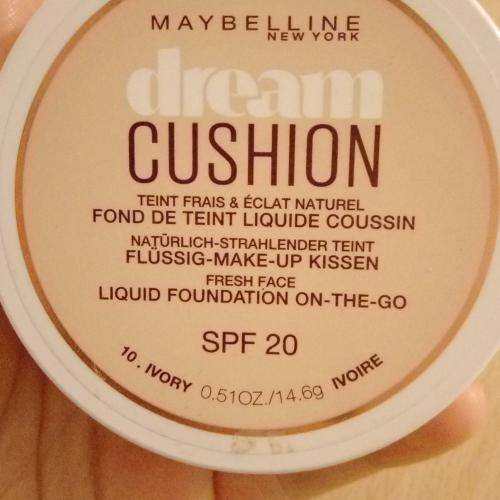 MAYBELLINE
NEW YORK
dream
CUSHION
TEINT FRAIS & ÉCLAT NATUREL
FOND DE TEINT LIQUIDE COUSSIN
NATÜRLICH-STRAHLENDER TEINT
FLÜSSIG-MAKE-UP KISSEN
FRESH FACE
LIQUID FOUNDATION ON-THE-GO
SPF 20
10 . IVORY 0.51OZ./14.6g IVOIRE